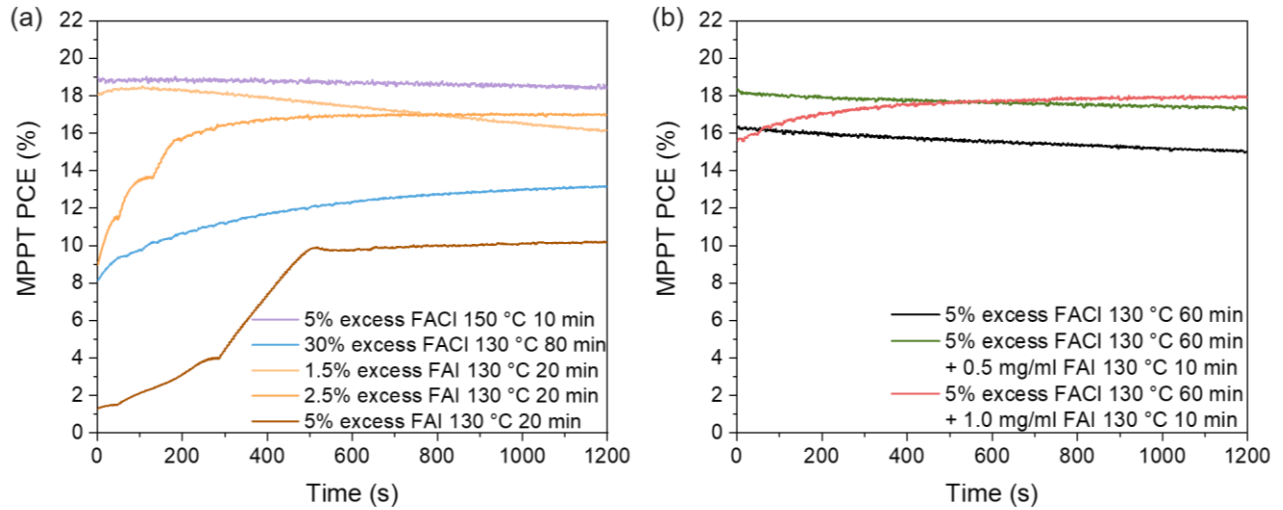 (a)
22
20
18
16
14
12
10
8
6
4
2
0
MPPT PCE (%)
5% excess FACl 150 °C 10 min
30% excess FACl 130 °C 80 min
1.5% excess FAI 130 °C 20 min
2.5% excess FAI 130 °C 20 min
5% excess FAI 130 °C 20 min
0 200 400 600 800 1000 1200
Time (s)
(b)
22
20
18
16
14
12
10
8
6
4
2
0
MPPT PCE (%)
5% excess FACl 130 °C 60 min
5% excess FACl 130 °C 60 min
+ 0.5 mg/ml FAI 130 °C 10 min
5% excess FACl 130 °C 60 min
+ 1.0 mg/ml FAI 130 °C 10 min
0 200 400 600 800 1000 1200
Time (s)